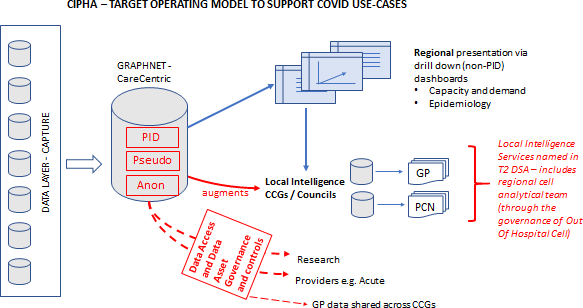 CIPHA – TARGET OPERATING MODEL TO SUPPORT COVID USE-CASES
DATA LAYER - CAPTURE
GRAPHNET -
CareCentric
PID
Pseudo
Anon
augments
Regional presentation via
drill down (non-PID)
dashboards
• Capacity and demand
• Epidemiology
Local Intelligence
CCGs / Councils
GP
PCN
Local Intelligence
Services named in
T2 DSA – includes
regional cell
analytical team
(through the
governance of Out
Of Hospital Cell)
Data Access
and Data
Asset
Governance
and controls
Research
Providers e.g. Acute
GP data shared across CCGs